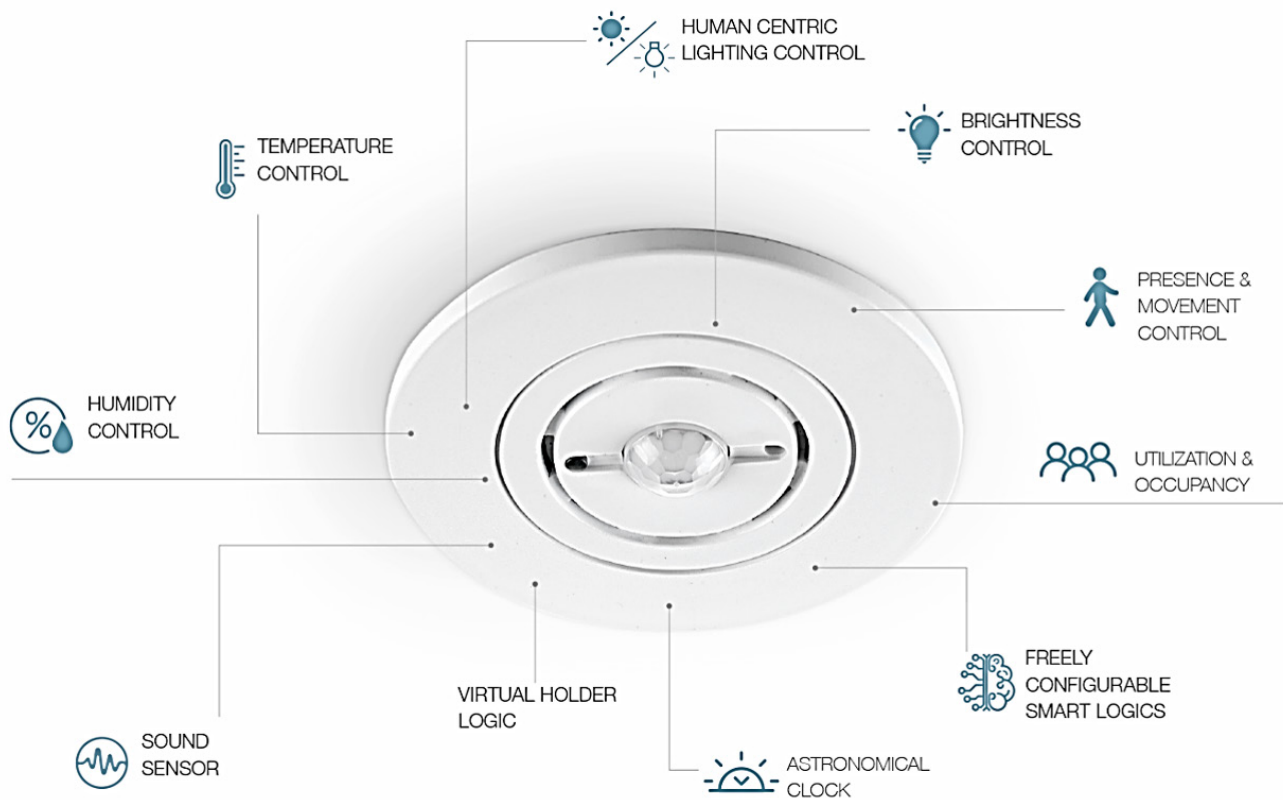 HUMAN CENTRIC
LIGHTING CONTROL
BRIGHTNESS
CONTROL
TEMPERATURE
CONTROL
PRESENCE &
MOVEMENT
CONTROL
%
HUMIDITY
CONTROL
UTILIZATION &
OCCUPANCY
FREELY
CONFIGURABLE
SMART LOGICS
VIRTUAL HOLDER
LOGIC
SOUND
SENSOR
ASTRONOMICAL
CLOCK